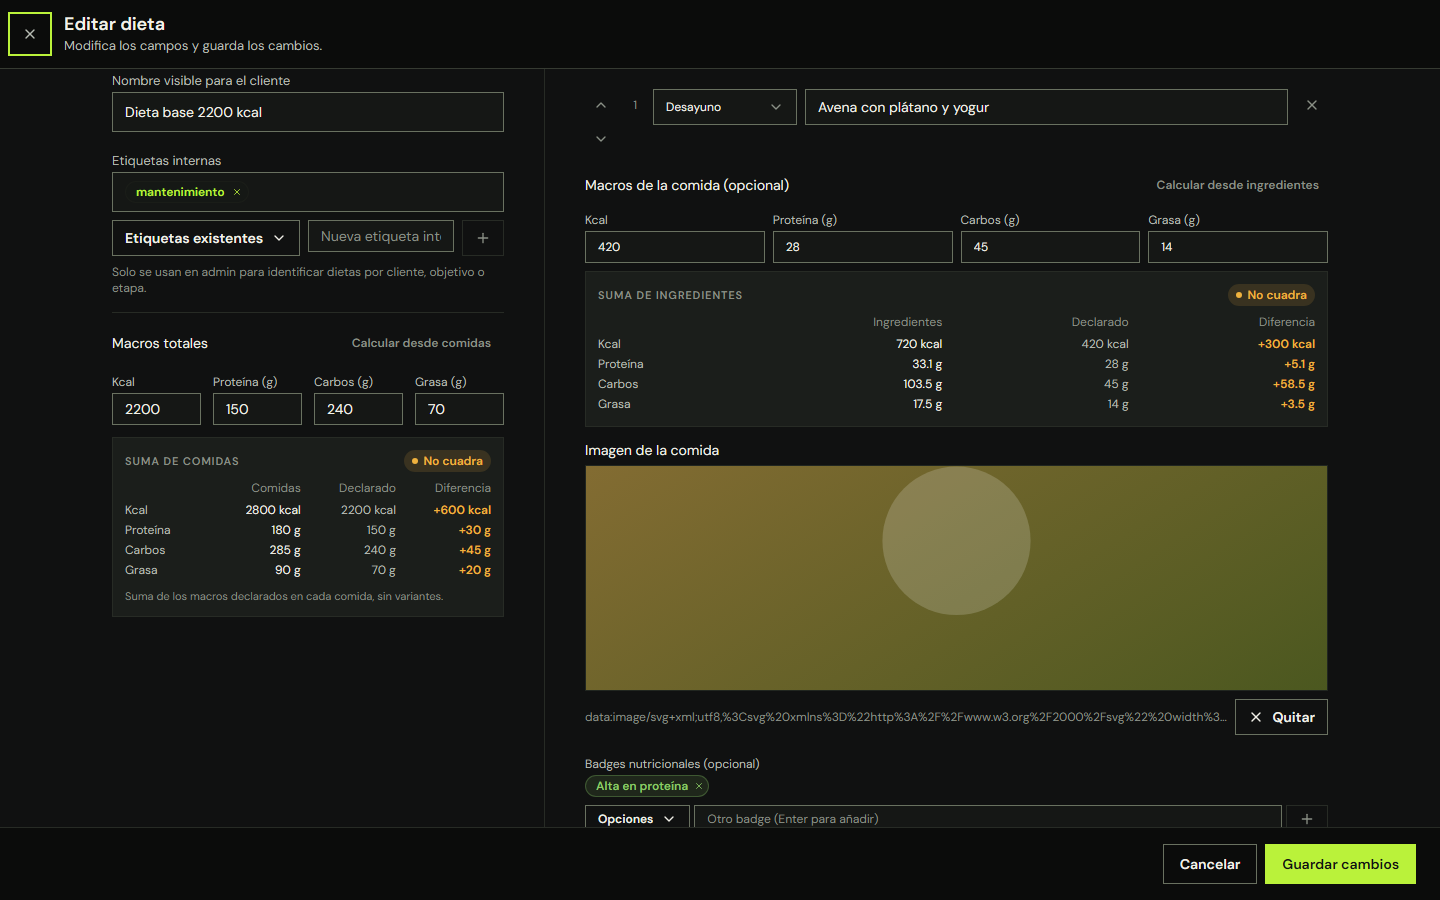 Editar dieta
Modifica los campos y guarda los cambios.
Nombre visible para el cliente
Dieta base 2200 kcal
Etiquetas internas
mantenimiento ×
Etiquetas existentes
Nueva etiqueta int
Solo se usan en admin para identificar dietas por cliente, objetivo o
etapa.
Macros totales
Calcular desde comidas
Kcal Proteína (g) Carbos (g) Grasa (g)
2200 150 240 70
SUMA DE COMIDAS No cuadra
Comidas Declarado Diferencia
Kcal 2800 kcal 2200 kcal +600 kcal
Proteína 180 g 150 g +30 g
Carbos 285 g 240 g +45 g
Grasa 90 g 70 g +20 g
Suma de los macros declarados en cada comida, sin variantes.
1 Desayuno Avena con plátano y yogur
Macros de la comida (opcional) Calcular desde ingredientes
Kcal Proteína (g) Carbos (g) Grasa (g)
420 28 45 14
SUMA DE INGREDIENTES No cuadra
Ingredientes Declarado Diferencia
Kcal 720 kcal 420 kcal +300 kcal
Proteína 33.1 g 28 g +5.1 g
Carbos 103.5 g 45 g +58.5 g
Grasa 17.5 g 14 g +3.5 g
Imagen de la comida
data:image/svg+xml;utf8,%3Csvg%20xmlns%3D%22http%3A%2F%2Fwww.w3.org%2F2000%2Fsvg%22%20width%3...
Quitar
Badges nutricionales (opcional)
Alta en proteína ×
Opciones
Otro badge (Enter para añadir)
Cancelar
Guardar cambios